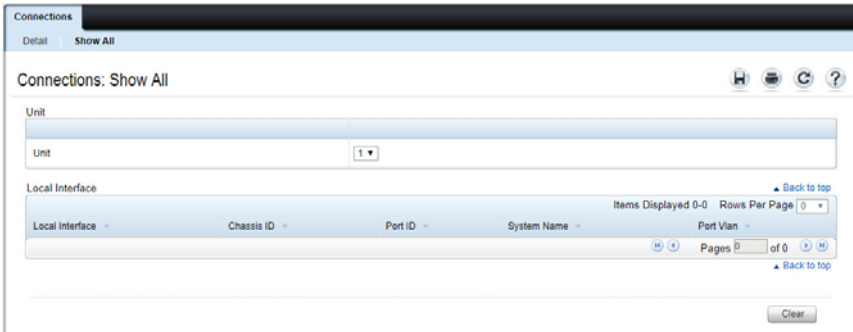 Connections
Detail Show All
Connections: Show All
Unit
Unit 1
Local Interface Back to top
Items Displayed 0-0 Rows Per Page 0
Local Interface Chassis ID Port ID System Name Port Vlan
Pages 0 of 0
Back to top
Clear